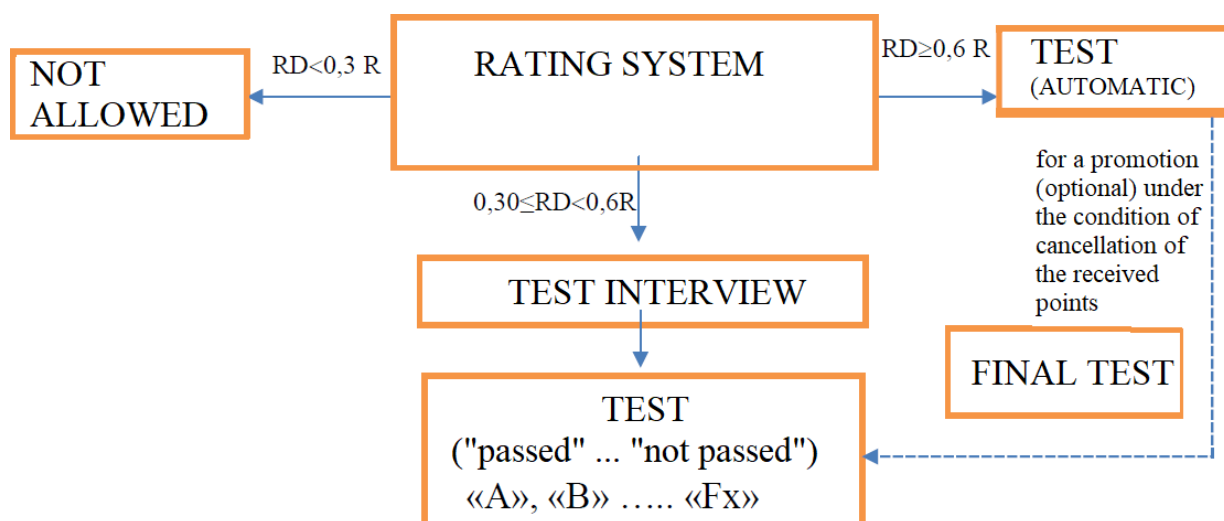 RATING SYSTEM
RD<0,3 R
NOT
ALLOWED
RD≥0,6 R
TEST
(AUTOMATIC)
for a promotion
(optional) under
the condition of
cancellation of
the received
points
0,30≤RD<0,6R
TEST INTERVIEW
FINAL TEST
TEST
("passed" ... "not passed")
«A», «B» ….. «Fx»